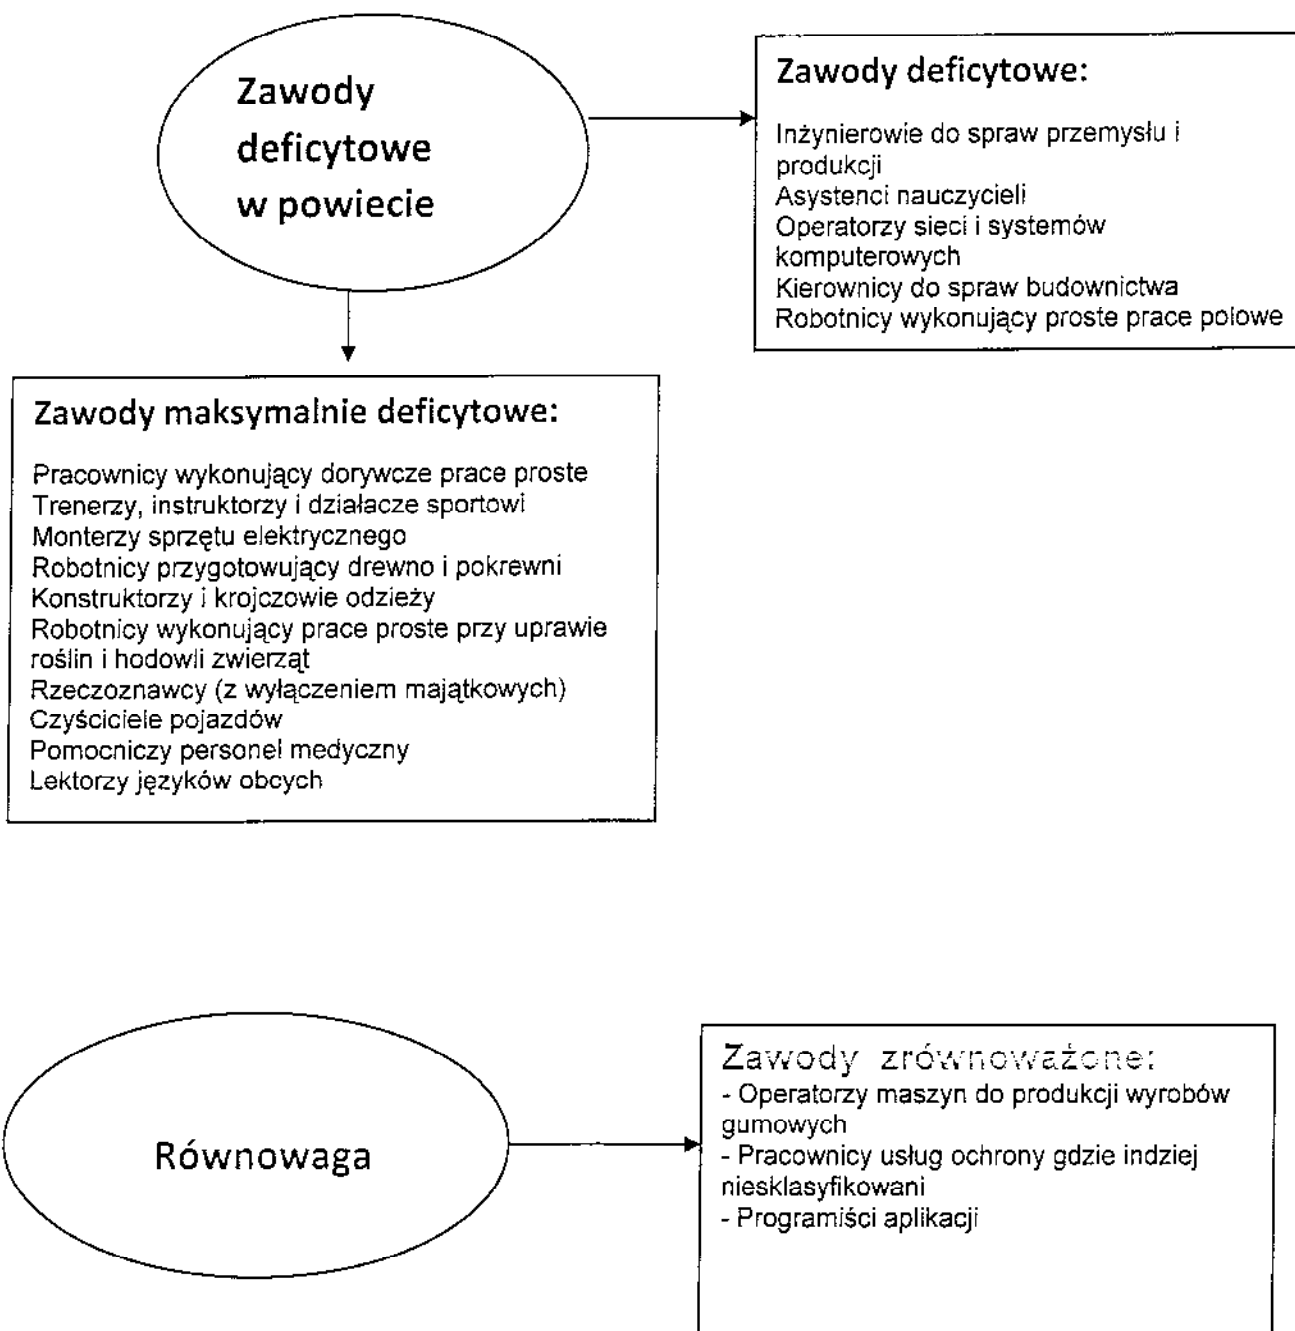 Zawody
deficytowe
w powiecie
Zawody deficytowe:
Inżynierowie do spraw przemysłu i
produkcji
Asystenci nauczycieli
Operatorzy sieci i systemów
komputerowych
Kierownicy do spraw budownictwa
Robotnicy wykonujący proste prace polowe
Zawody maksymalnie deficytowe:
Pracownicy wykonujący dorywcze prace proste
Trenerzy, instruktorzy i działacze sportowi
Monterzy sprzętu elektrycznego
Robotnicy przygotowujący drewno i pokrewni
Konstruktorzy i krojczowie odzieży
Robotnicy wykonujący prace proste przy uprawie
roślin i hodowli zwierząt
Rzeczoznawcy (z wyłączeniem majątkowych)
Czyściciele pojazdów
Pomocniczy personel medyczny
Lektorzy języków obcych
Równowaga
Zawody zrównoważone:
- Operatorzy maszyn do produkcji wyrobów
gumowych
- Pracownicy usług ochrony gdzie indziej
niesklasyfikowani
- Programiści aplikacji